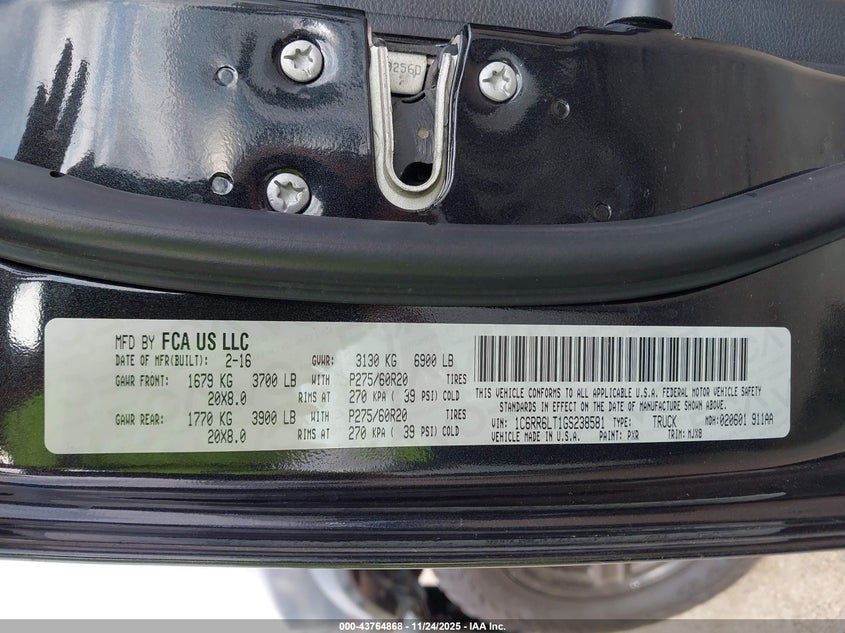 8256D
MFD BY FCA US LLC
DATE OF MFR(BUILT): 2-16 GVWR: 3130 KG 6900 LB
GAWR FRONT: 1679 KG 3700 LB WITH P275/60R20 TIRES
20X8.0 RIMS AT 270 KPA ( 39 PSI) COLD
GAWR REAR: 1770 KG 3900 LB WITH P275/60R20 TIRES
20X8.0 RIMS AT 270 KPA ( 39 PSI) COLD
THIS VEHICLE CONFORMS TO ALL APPLICABLE U.S.A. FEDERAL MOTOR VEHICLE SAFETY
STANDARDS IN EFFECT ON THE DATE OF MANUFACTURE SHOWN ABOVE.
VIN: 1C6RR6LT1GS238581 TYPE: TRUCK MDH:020601 911AA
VEHICLE MADE IN U.S.A. PAINT: PXR TRIM: MJX8
000-43764868 - 11/24/2025 - IAA Inc.